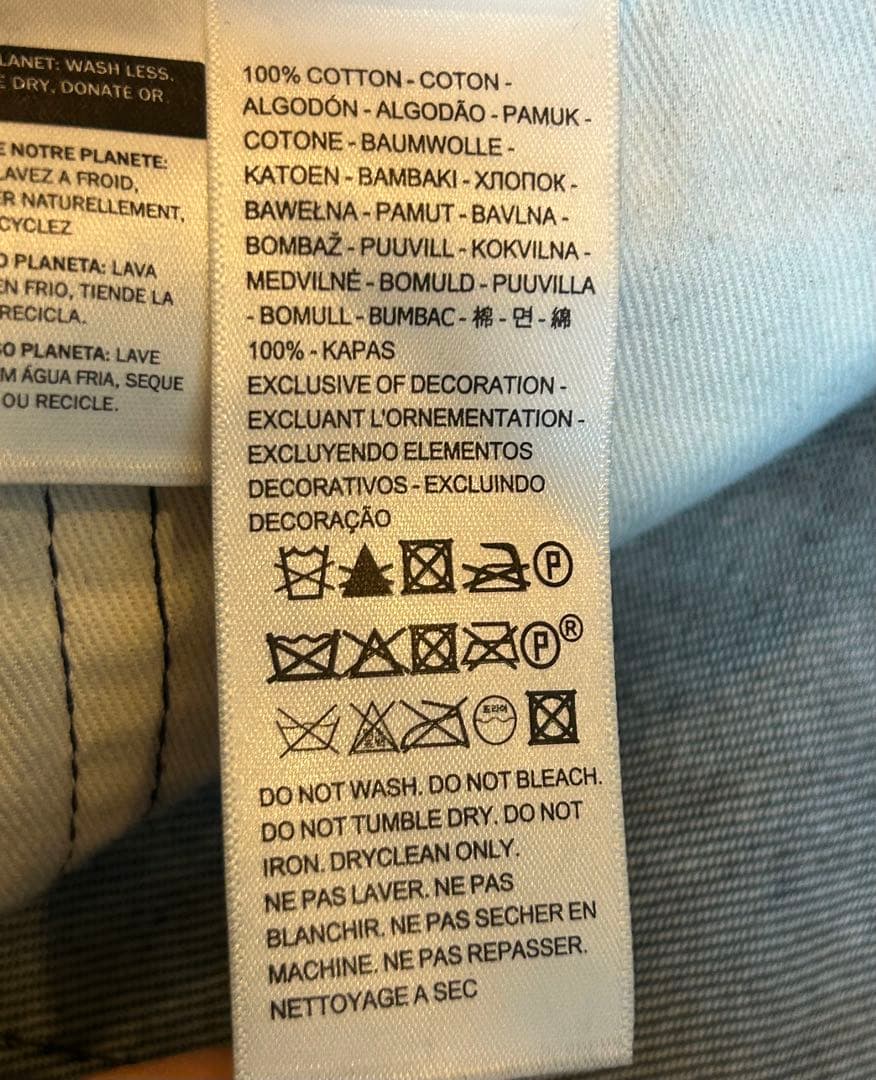 LANET: WASH LESS.
E DRY. DONATE OR
E NOTRE PLANETE:
LAVEZ A FROID,
ER NATURELLEMENT,
CYCLEZ
O PLANETA: LAVA
EN FRIO, TIENDE LA
RECICLA.
SO PLANETA: LAVE
M ÁGUA FRIA, SEQUE
OU RECICLE.
100% COTTON - COTON -
ALGODÓN - ALGODÃO - PAMUK -
COTONE - BAUMWOLLE -
KATOEN - BAMBAKI - ХЛОПОК -
BAWEŁNA - PAMUT - BAVLNA -
BOMBAŽ - PUUVILL - KOKVILNA -
MEDVILNĖ - BOMULD - PUUVILLA
- BOMULL - BUMBAC - 棉 - 면 - 綿
100% - KAPAS
EXCLUSIVE OF DECORATION -
EXCLUANT L'ORNEMENTATION -
EXCLUYENDO ELEMENTOS
DECORATIVOS - EXCLUINDO
DECORAÇÃO
P
P®
드라이
DO NOT WASH. DO NOT BLEACH.
DO NOT TUMBLE DRY. DO NOT
IRON. DRYCLEAN ONLY.
NE PAS LAVER. NE PAS
BLANCHIR. NE PAS SECHER EN
MACHINE. NE PAS REPASSER.
NETTOYAGE A SEC